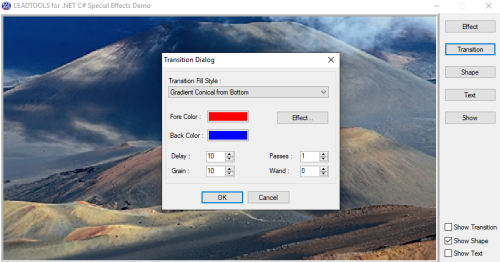 LEADTOOLS for .NET C# Special Effects Demo
Effect
Transition
Shape
Text
Show
Transition Dialog
Transition Fill Style :
Gradient Conical from Bottom
Fore Color :
Effect...
Back Color :
Delay : 10 Passes : 1
Grain : 10 Wand : 0
OK Cancel
Show Transition
Show Shape
Show Text